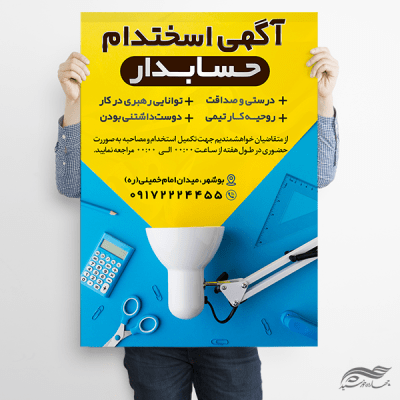 آگهی استخدام
حسابدار
+ درستی و صداقت + توانایی رهبری در کار
+ روحیه کار تیمی + دوست‌داشتنی بودن
از متقاضیان خواهشمندیم جهت تکمیل استخدام و مصاحبه به صورت
حضوری در طول هفته از ساعت ۰۰:۰۰ الی ۰۰:۰۰ مراجعه نمایید.
بوشهر، میدان امام خمینی (ره)
۰۹۱۷۲۲۲۴۴۵۵